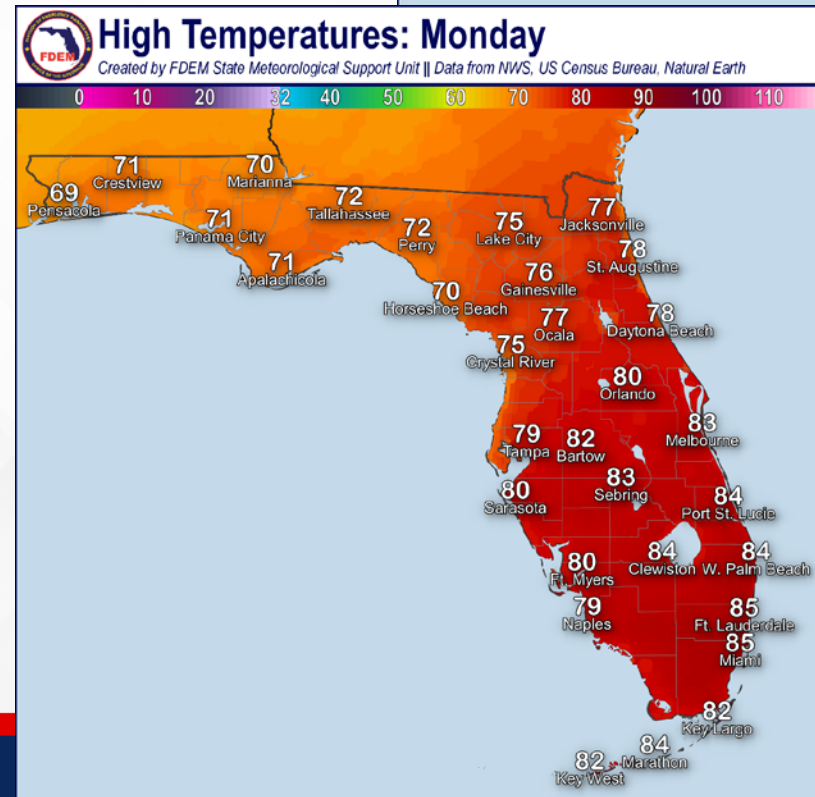 FDEM
High Temperatures: Monday
Created by FDEM State Meteorological Support Unit || Data from NWS, US Census Bureau, Natural Earth
0 10 20 32 40 50 60 70 80 90 100 110
71
Crestview
70
Marianna
69
Pensacola
72
Tallahassee
71
Panama City
72
Perry
75
Lake City
77
Jacksonville
71
Apalachicola
78
St. Augustine
76
Gainesville
70
Horseshoe Beach
77
Ocala
78
Daytona Beach
75
Crystal River
80
Orlando
79
Tampa
82
Bartow
83
Melbourne
80
Sarasota
83
Sebring
84
Port St. Lucie
80
Ft. Myers
84
Clewiston
84
W. Palm Beach
79
Naples
85
Ft. Lauderdale
85
Miami
82
Key Largo
84
Marathon
82
Key West